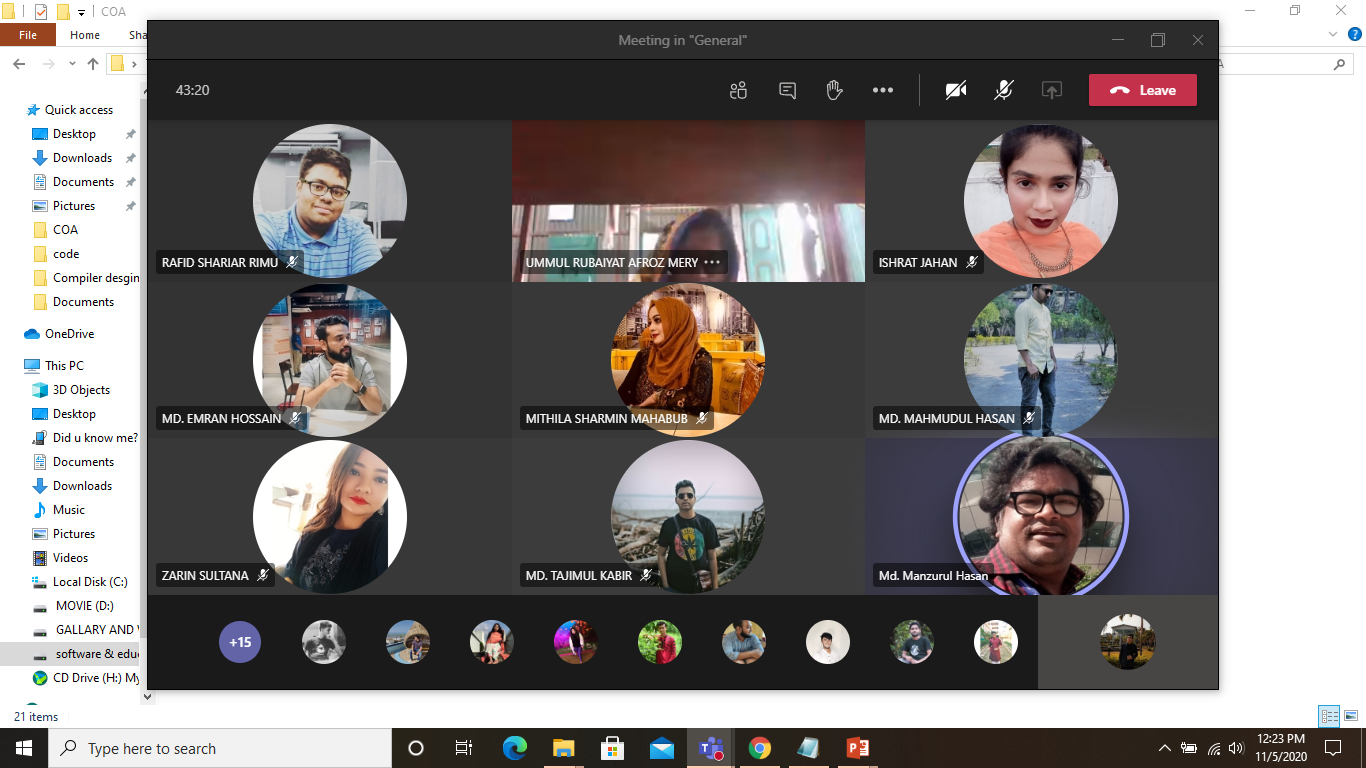 COA
File Home Sha
Meeting in "General"
43:20
Leave
Quick access
Desktop
Downloads
Documents
Pictures
COA
code
Compiler desgin
Documents
OneDrive
This PC
3D Objects
Desktop
Did u know me?
Documents
Downloads
Music
Pictures
Videos
Local Disk (C:)
MOVIE (D:)
GALLARY AND V
software & edu
CD Drive (H:) My
21 items
RAFID SHARIAR RIMU
UMMUL RUBAIYAT AFROZ MERY
ISHRAT JAHAN
MD. EMRAN HOSSAIN
MITHILA SHARMIN MAHABUB
MD. MAHMUDUL HASAN
ZARIN SULTANA
MD. TAJIMUL KABIR
Md. Manzurul Hasan
+15
Type here to search
12:23 PM
11/5/2020